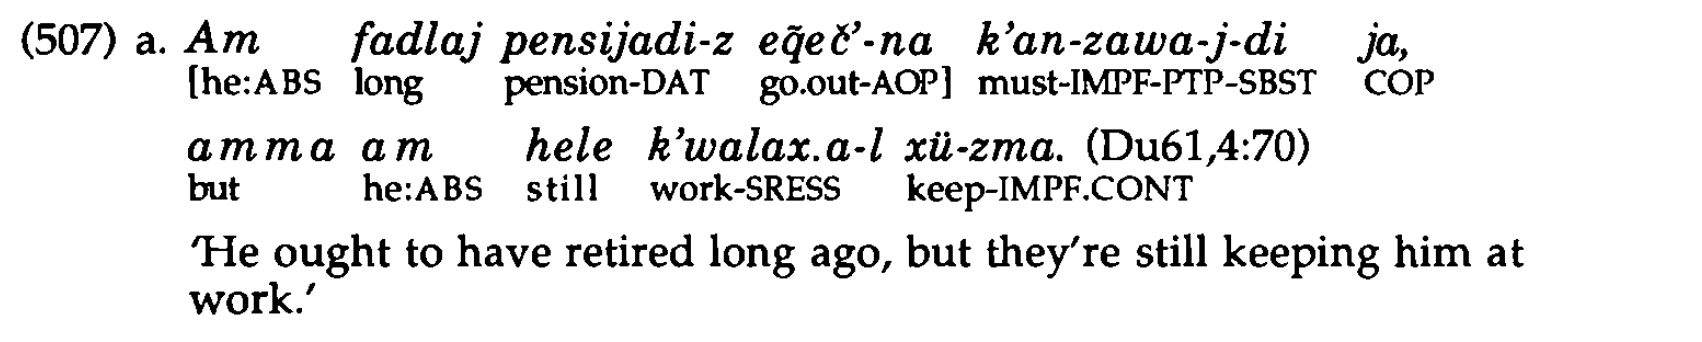 (507) a. Am fadlaj pensijadi-z eq̃eč’-na k’an-zawa-j-di ja,
[he:ABS long pension-DAT go.out-AOP] must-IMPF-PTP-SBST COP
amma am hele k’walax.a-l xü-zma. (Du61,4:70)
but he:ABS still work-SRESS keep-IMPF.CONT
‘He ought to have retired long ago, but they’re still keeping him at
work.’